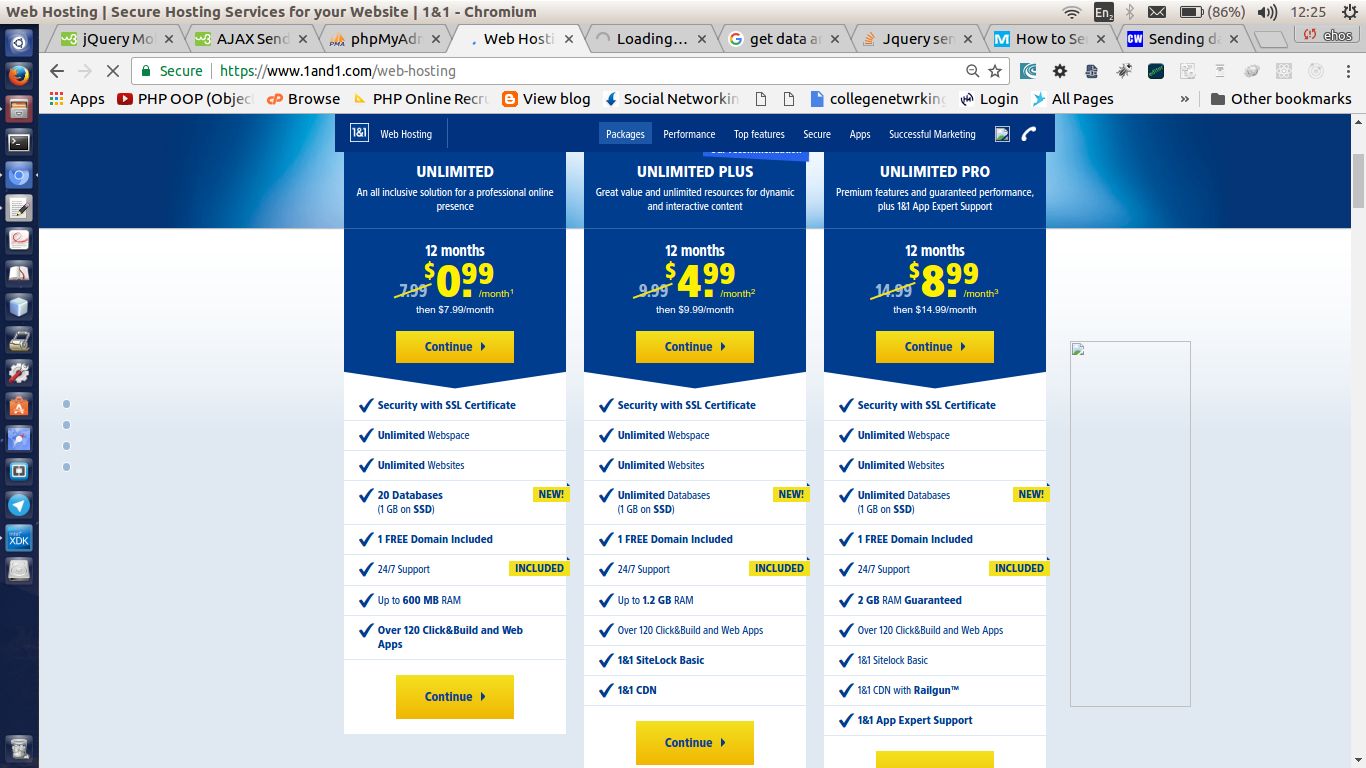 Web Hosting | Secure Hosting Services for your Website | 1&1 - Chromium
En2
(86%)
12:25
jQuery Mo
AJAX Send
phpMyAdm
Web Hosti
Loading...
get data a
Jquery sen
How to Se
Sending da
ehos
Secure
https://www.1and1.com/web-hosting
Apps
PHP OOP (Objec
Browse
PHP Online Recru
View blog
Social Networkin
collegenetwrking
Login
All Pages
»
Other bookmarks
1&1
Web Hosting
Packages
Performance
Top features
Secure
Apps
Successful Marketing
UNLIMITED
An all inclusive solution for a professional online
presence
12 months
7.99 $0.99 /month1
then $7.99/month
Continue
Security with SSL Certificate
Unlimited Webspace
Unlimited Websites
20 Databases
(1 GB on SSD)
NEW!
1 FREE Domain Included
24/7 Support
INCLUDED
Up to 600 MB RAM
Over 120 Click&Build and Web
Apps
Continue
UNLIMITED PLUS
Great value and unlimited resources for dynamic
and interactive content
12 months
9.99 $4.99 /month2
then $9.99/month
Continue
Security with SSL Certificate
Unlimited Webspace
Unlimited Websites
Unlimited Databases
(1 GB on SSD)
NEW!
1 FREE Domain Included
24/7 Support
INCLUDED
Up to 1.2 GB RAM
Over 120 Click&Build and Web Apps
1&1 SiteLock Basic
1&1 CDN
Continue
UNLIMITED PRO
Premium features and guaranteed performance,
plus 1&1 App Expert Support
12 months
14.99 $8.99 /month3
then $14.99/month
Continue
Security with SSL Certificate
Unlimited Webspace
Unlimited Websites
Unlimited Databases
(1 GB on SSD)
NEW!
1 FREE Domain Included
24/7 Support
INCLUDED
2 GB RAM Guaranteed
Over 120 Click&Build and Web Apps
1&1 Sitelock Basic
1&1 CDN with Railgun™
1&1 App Expert Support
XDK